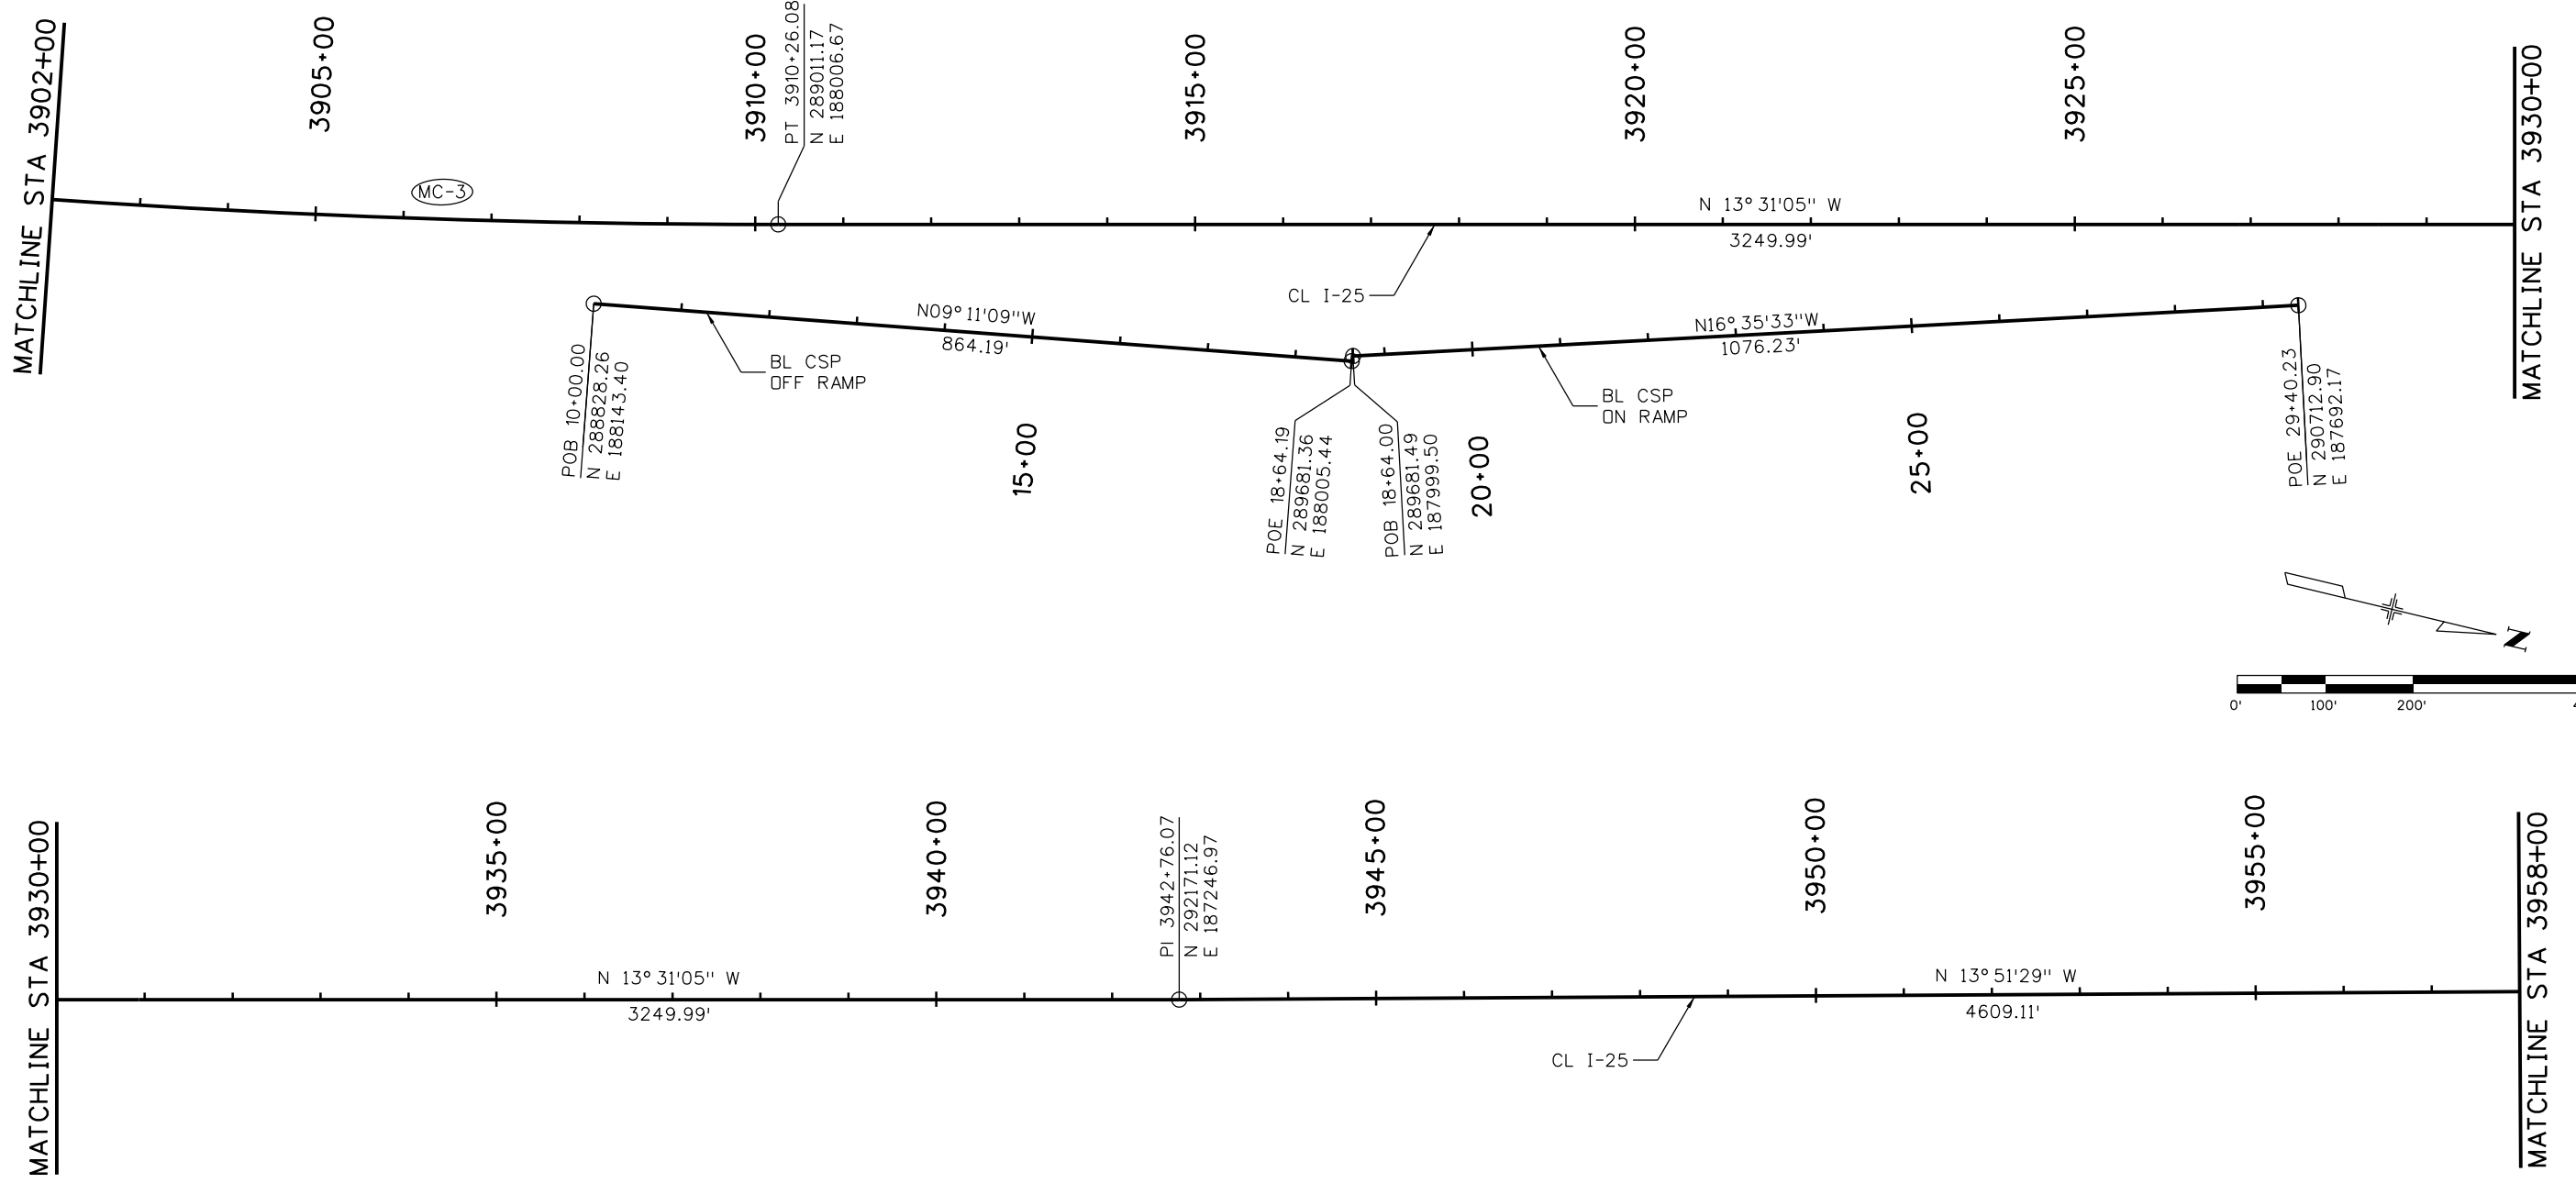 MATCHLINE STA 3902+00
3905+00
3910+00
PT 3910+26.08
N 289011.17
E 188006.67
3915+00
3920+00
3925+00
MATCHLINE STA 3930+00
MC-3
N 13°31'05" W
3249.99'
CL I-25
N09°11'09"W
864.19'
BL CSP
OFF RAMP
N16°35'33"W
1076.23'
BL CSP
ON RAMP
POB 10+00.00
N 288828.26
E 188143.40
15+00
POE 18+64.19
N 289681.36
E 188005.44
POB 18+64.00
N 289681.49
E 187999.50
20+00
25+00
POE 29+40.23
N 290712.90
E 187692.17
N
0' 100' 200'
MATCHLINE STA 3930+00
3935+00
3940+00
PI 3942+76.07
N 292171.12
E 187246.97
3945+00
3950+00
3955+00
MATCHLINE STA 3958+00
N 13°31'05" W
3249.99'
N 13°51'29" W
4609.11'
CL I-25